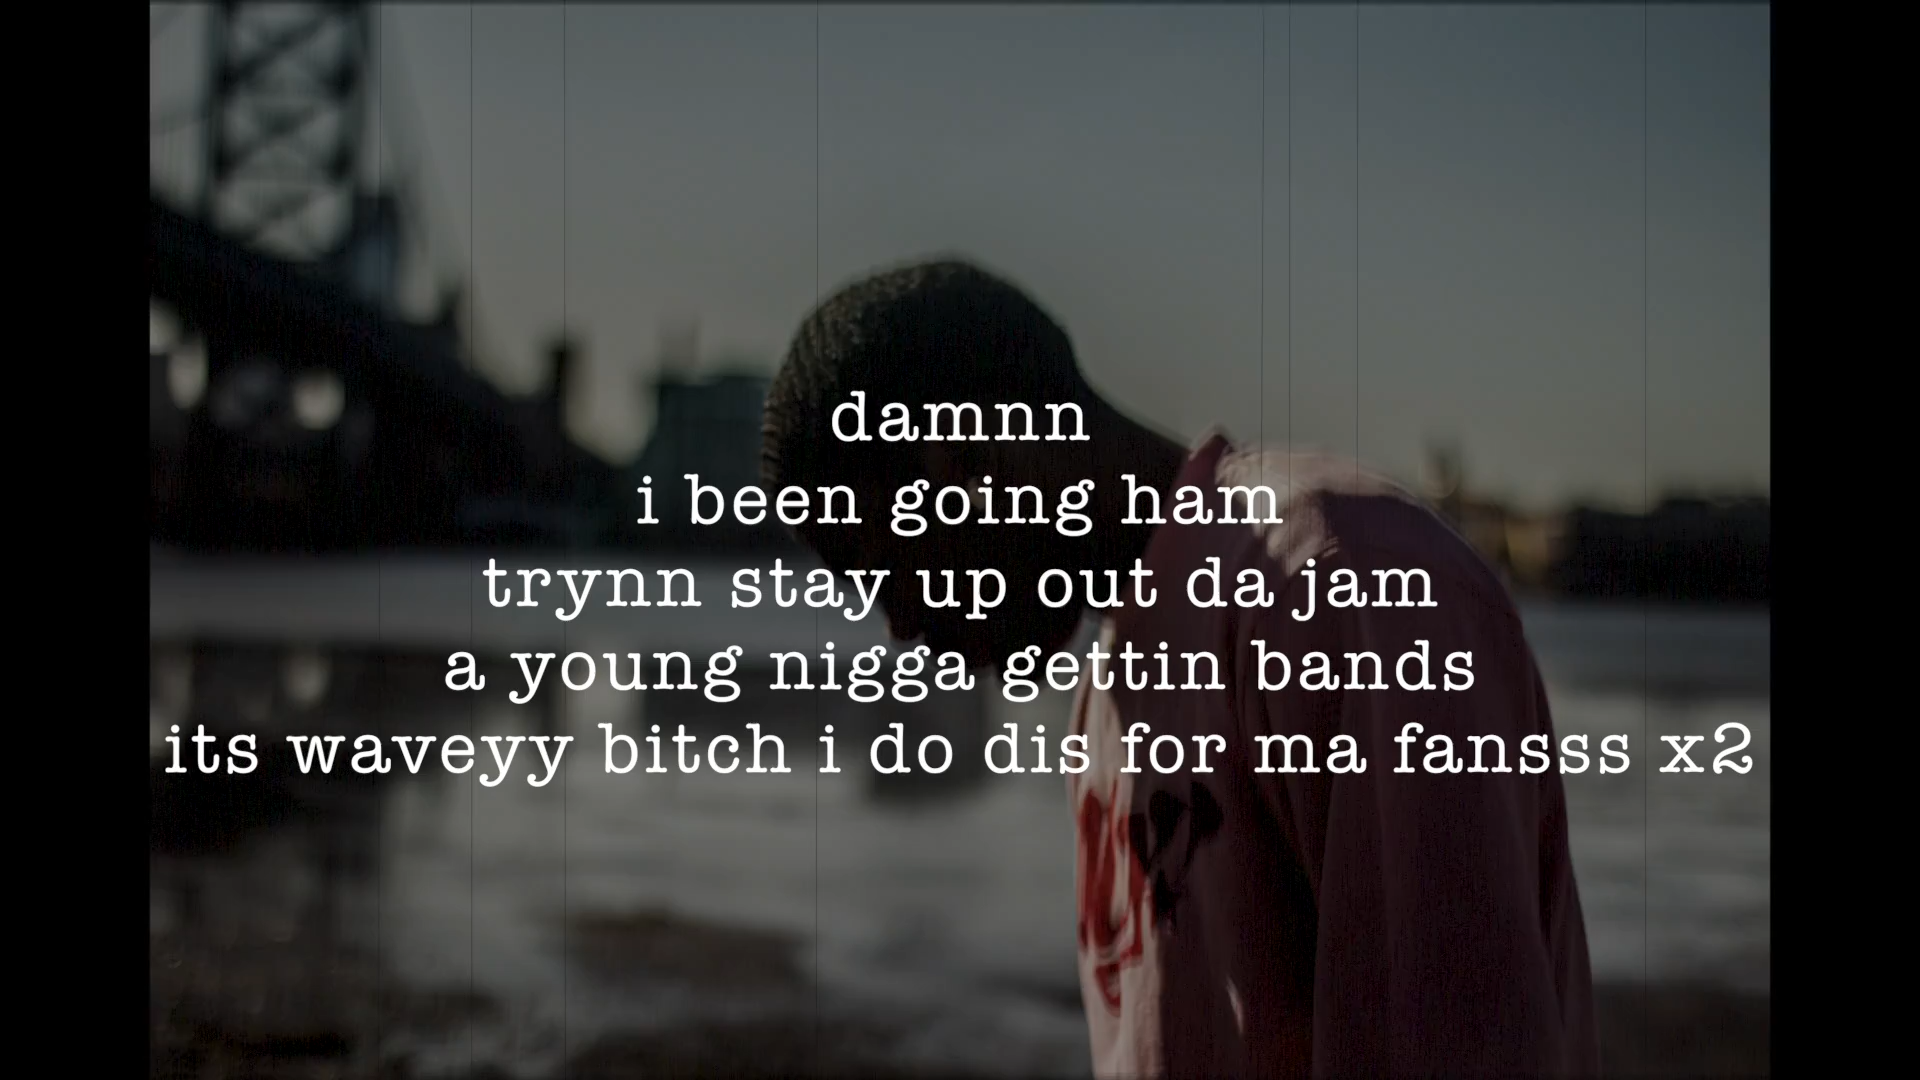 damnn
i been going ham
trynn stay up out da jam
a young nigga gettin bands
its waveyy bitch i do dis for ma fansss x2